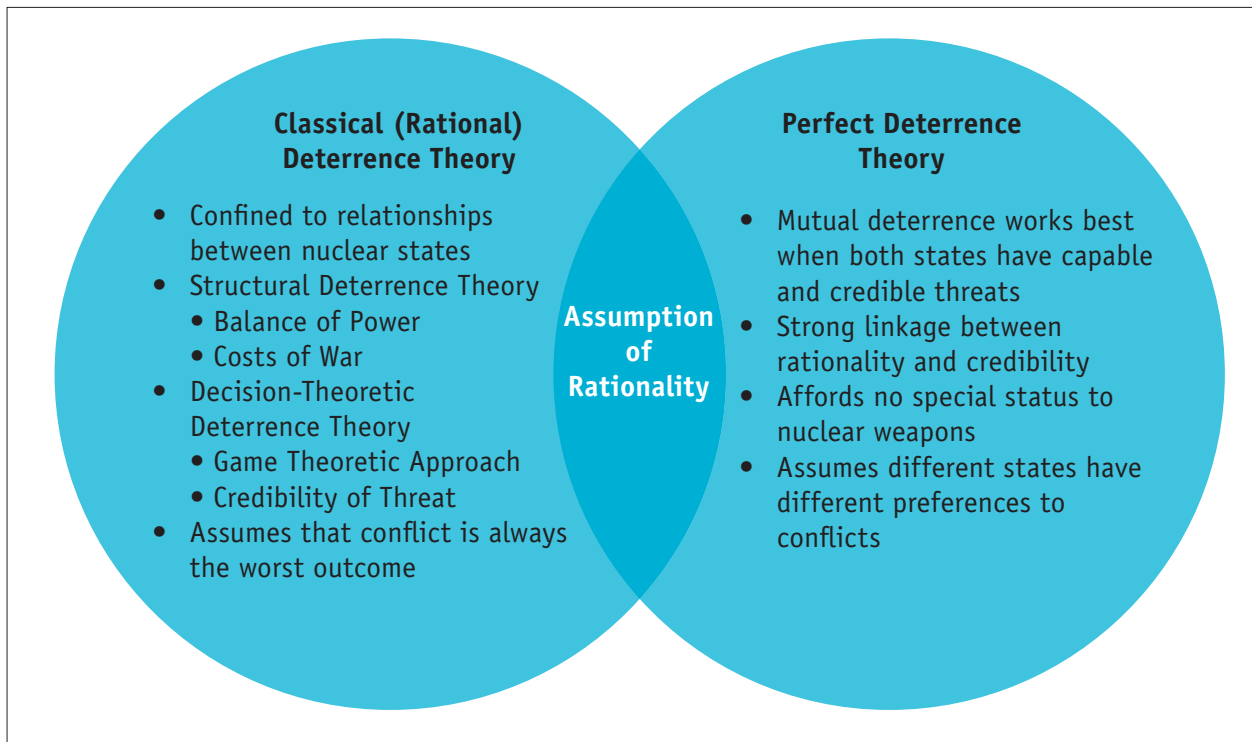 Classical (Rational)
Deterrence Theory
• Confined to relationships
between nuclear states
• Structural Deterrence Theory
• Balance of Power
• Costs of War
• Decision-Theoretic
Deterrence Theory
• Game Theoretic Approach
• Credibility of Threat
• Assumes that conflict is always
the worst outcome
Assumption
of
Rationality
Perfect Deterrence
Theory
• Mutual deterrence works best
when both states have capable
and credible threats
• Strong linkage between
rationality and credibility
• Affords no special status to
nuclear weapons
• Assumes different states have
different preferences to
conflicts